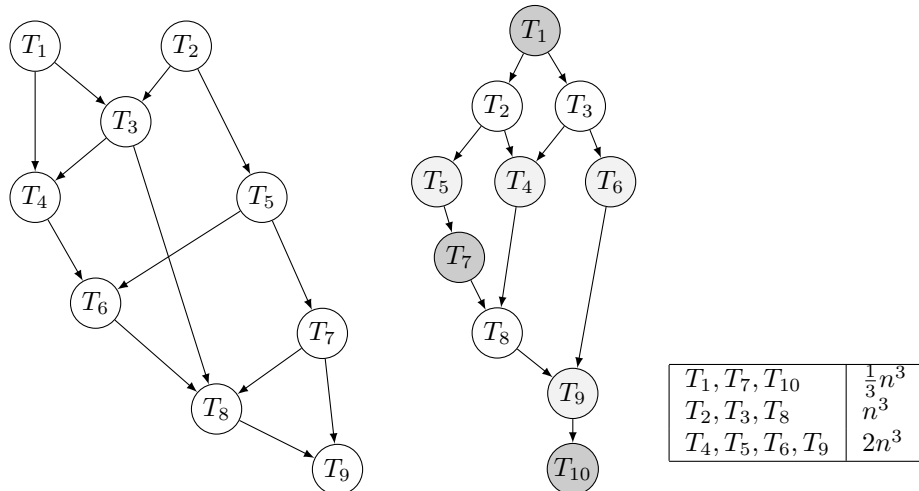 T₁
T₂
T₃
T₄
T₅
T₆
T₇
T₈
T₉
T₁
T₂
T₃
T₅
T₄
T₆
T₇
T₈
T₉
T₁₀
T₁, T₇, T₁₀ | ⅓n³
T₂, T₃, T₈ | n³
T₄, T₅, T₆, T₉ | 2n³